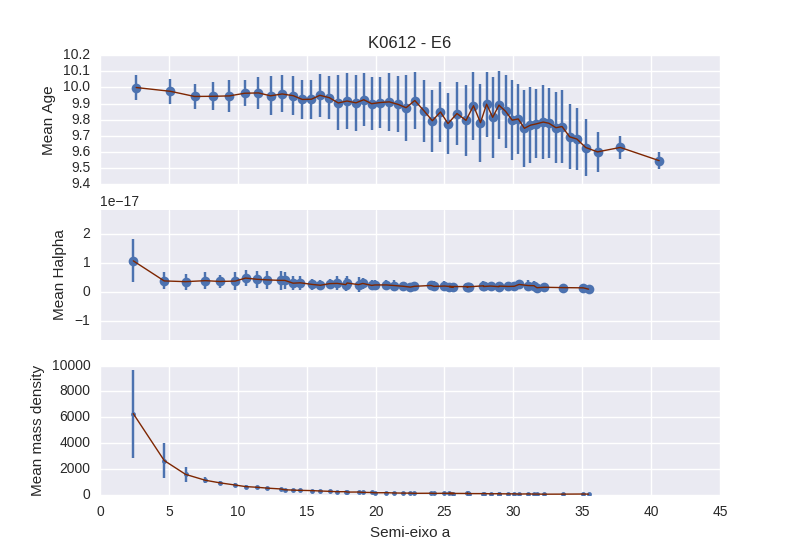 K0612 - E6
Mean Age
10.2
10.1
10.0
9.9
9.8
9.7
9.6
9.5
9.4
1e−17
Mean Halpha
2
1
0
−1
Mean mass density
10000
8000
6000
4000
2000
0
0 5 10 15 20 25 30 35 40 45
Semi-eixo a